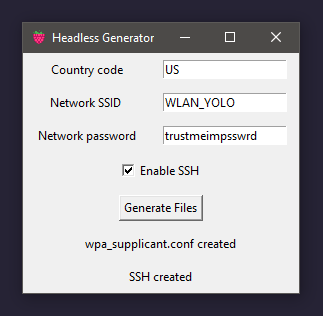 Headless Generator
Country code US
Network SSID WLAN_YOLO
Network password trustmeimpsswrd
Enable SSH
Generate Files
wpa_supplicant.conf created
SSH created